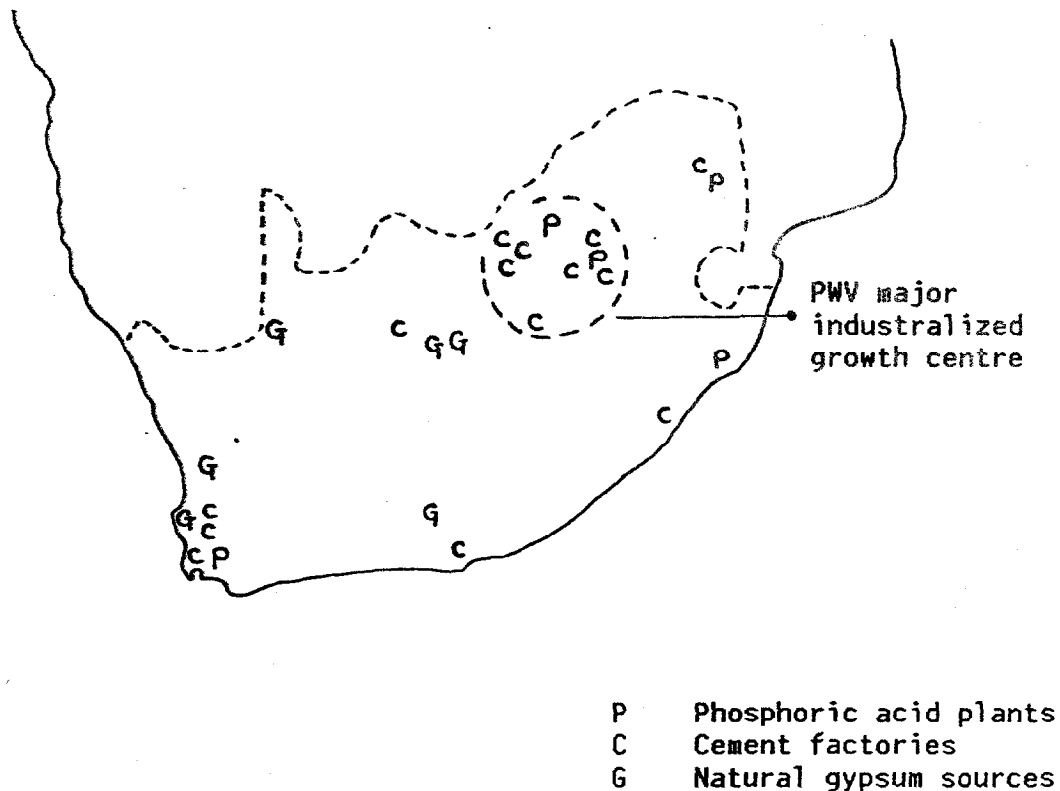 C
P
P
C C
C
P
C C C
C
PWV major
industralized
growth centre
G C G G
P
C
G
G C
G
C
C P
C
P Phosphoric acid plants
C Cement factories
G Natural gypsum sources